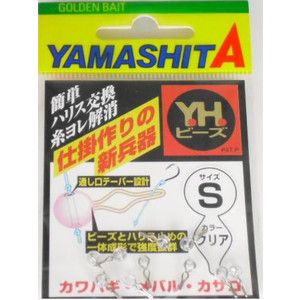 GOLDEN BAIT
YAMASHITA
簡単
ハリス交換
糸ヨレ解消
仕掛作りの
新兵器
Y.H.
ビーズ
PAT.P
通し口テーパー設計
サイズ
S
カラー
クリア
ビーズとハリス止めの
一体成形で強度抜群
カワハギ・メバル・カサゴ